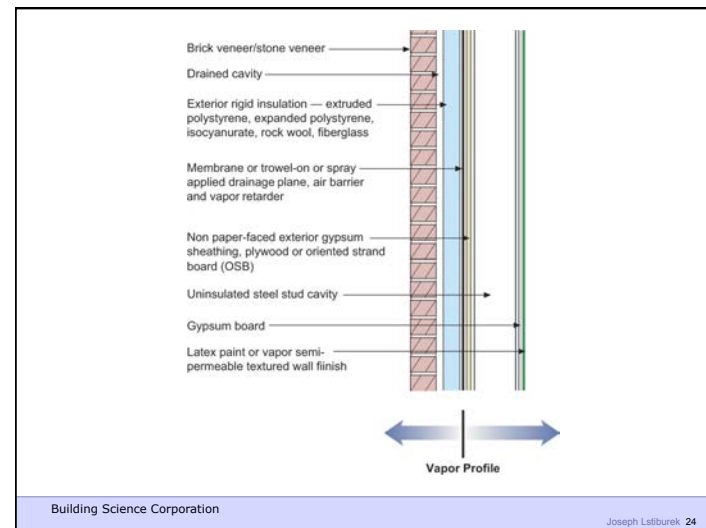 Brick veneer/stone veneer
Drained cavity
Exterior rigid insulation — extruded
polystyrene, expanded polystyrene,
isocyanurate, rock wool, fiberglass
Membrane or trowel-on or spray
applied drainage plane, air barrier
and vapor retarder
Non paper-faced exterior gypsum
sheathing, plywood or oriented strand
board (OSB)
Uninsulated steel stud cavity
Gypsum board
Latex paint or vapor semi-
permeable textured wall fiinish
Vapor Profile
Building Science Corporation
Joseph Lstiburek 24